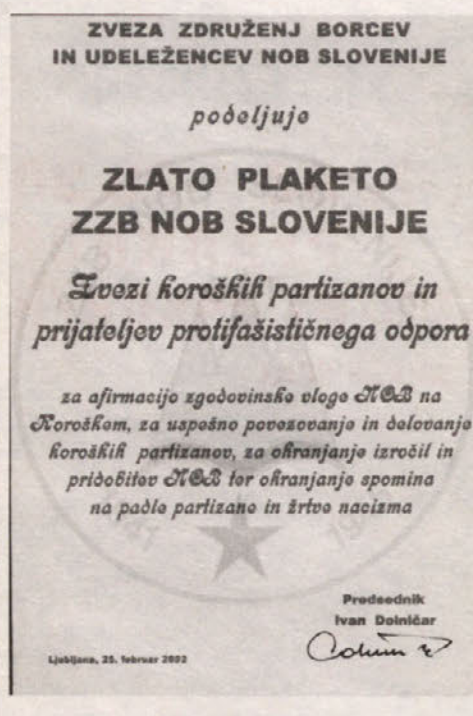 ZVEZA ZDRUŽENJ BORCEV
IN UDELEŽENCEV NOB SLOVENIJE
podeljuje
ZLATO PLAKETO
ZZB NOB SLOVENIJE
Zvezi koroških partizanov in
prijateljev protifašističnega odpora
za afirmacijo zgodovinske vloge NOB na
Koroškem, za uspešno povezovanje in delovanje
koroških partizanov, za ohranjanje izročil in
pridobitev NOB ter ohranjanje spomina
na padle partizane in žrtve nacizma
Predsednik
Ivan Dolničar
Ljubljana, 25. februar 2002